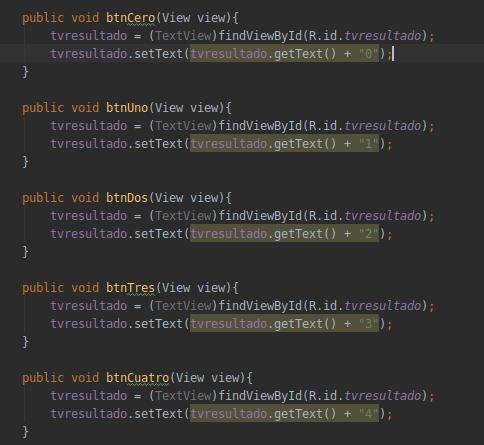 public void btnCero(View view){
tvresultado = (TextView)findViewById(R.id.tvresultado);
tvresultado.setText(tvresultado.getText() + "0");
}
public void btnUno(View view){
tvresultado = (TextView)findViewById(R.id.tvresultado);
tvresultado.setText(tvresultado.getText() + "1");
}
public void btnDos(View view){
tvresultado = (TextView)findViewById(R.id.tvresultado);
tvresultado.setText(tvresultado.getText() + "2");
}
public void btnTres(View view){
tvresultado = (TextView)findViewById(R.id.tvresultado);
tvresultado.setText(tvresultado.getText() + "3");
}
public void btnCuatro(View view){
tvresultado = (TextView)findViewById(R.id.tvresultado);
tvresultado.setText(tvresultado.getText() + "4");
}